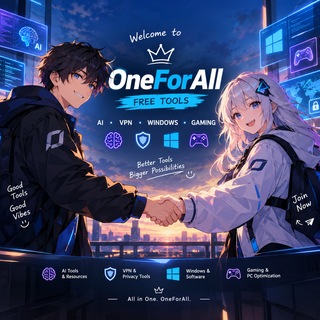 Welcome to
OneForAll
FREE TOOLS
AI • VPN • WINDOWS • GAMING
Better Tools
Bigger Possibilities
Good
Tools
Good
Vibes
Join
Now
AI
AI Tools
& Resources
VPN &
Privacy Tools
Windows &
Software
Gaming &
PC Optimization
All in One. OneForAll.